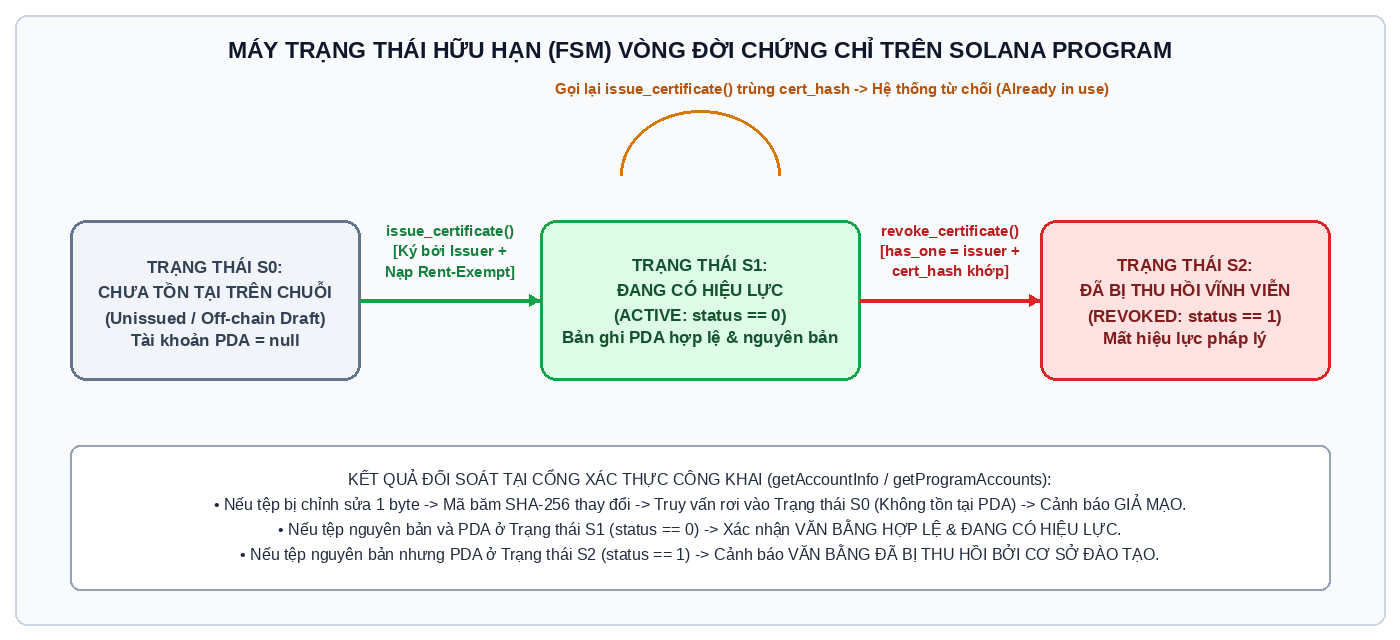 MÁY TRẠNG THÁI HỮU HẠN (FSM) VÒNG ĐỜI CHỨNG CHỈ TRÊN SOLANA PROGRAM
Gọi lại issue_certificate() trùng cert_hash -> Hệ thống từ chối (Already in use)
TRẠNG THÁI S0:
CHƯA TỒN TẠI TRÊN CHUỖI
(Unissued / Off-chain Draft)
Tài khoản PDA = null
issue_certificate()
[Ký bởi Issuer +
Nạp Rent-Exempt]
TRẠNG THÁI S1:
ĐANG CÓ HIỆU LỰC
(ACTIVE: status == 0)
Bản ghi PDA hợp lệ & nguyên bản
revoke_certificate()
[has_one = issuer +
cert_hash khớp]
TRẠNG THÁI S2:
ĐÃ BỊ THU HỒI VĨNH VIỄN
(REVOKED: status == 1)
Mất hiệu lực pháp lý
KẾT QUẢ ĐỐI SOÁT TẠI CỔNG XÁC THỰC CÔNG KHAI (getAccountInfo / getProgramAccounts):
• Nếu tệp bị chỉnh sửa 1 byte -> Mã băm SHA-256 thay đổi -> Truy vấn rơi vào Trạng thái S0 (Không tồn tại PDA) -> Cảnh báo GIẢ MẠO.
• Nếu tệp nguyên bản và PDA ở Trạng thái S1 (status == 0) -> Xác nhận VĂN BẰNG HỢP LỆ & ĐANG CÓ HIỆU LỰC.
• Nếu tệp nguyên bản nhưng PDA ở Trạng thái S2 (status == 1) -> Cảnh báo VĂN BẰNG ĐÃ BỊ THU HỒI BỞI CƠ SỞ ĐÀO TẠO.